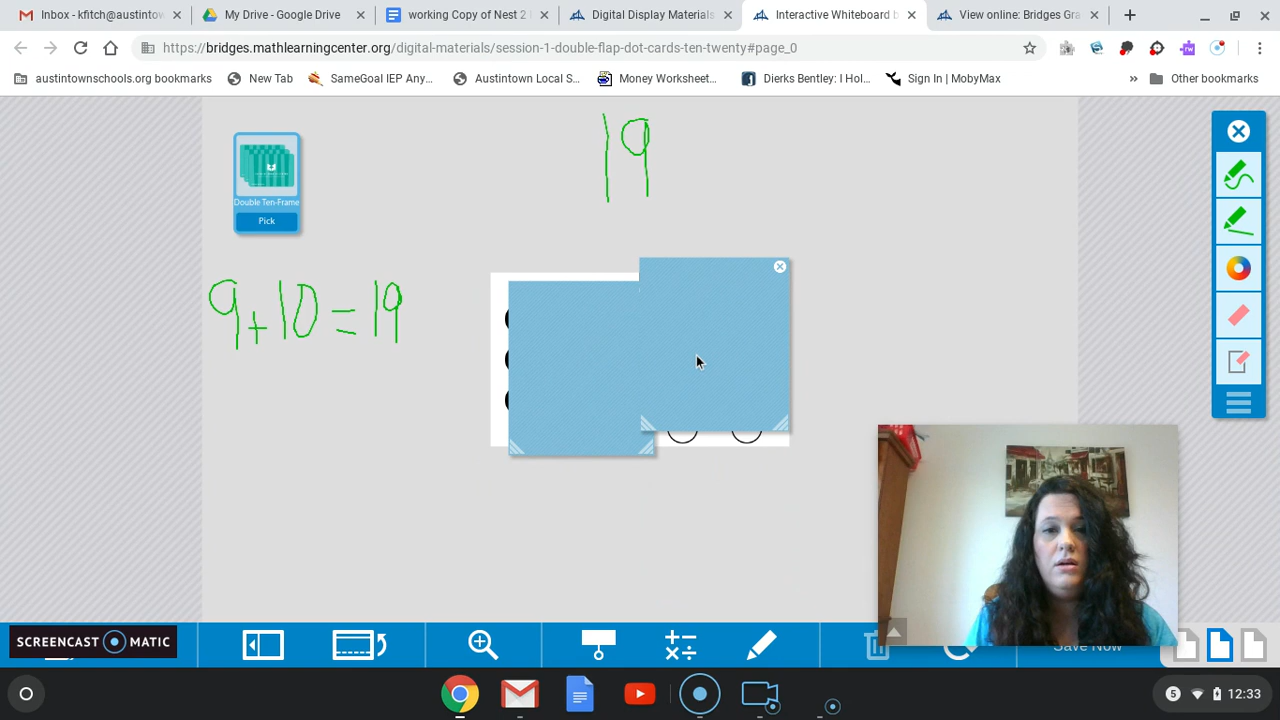 Inbox - kfitch@austintow
My Drive - Google Drive
working Copy of Nest 2
Digital Display Materials
Interactive Whiteboard b
View online: Bridges Gra
https://bridges.mathlearningcenter.org/digital-materials/session-1-double-flap-dot-cards-ten-twenty#page_0
austintownschools.org bookmarks
New Tab
SameGoal IEP Any...
Austintown Local S...
Money Worksheet...
Dierks Bentley: I Hol...
Sign In | MobyMax
»
Other bookmarks
19
Double Ten-Frame
Pick
9+10=19
SCREENCAST MATIC
Save Now
5
12:33